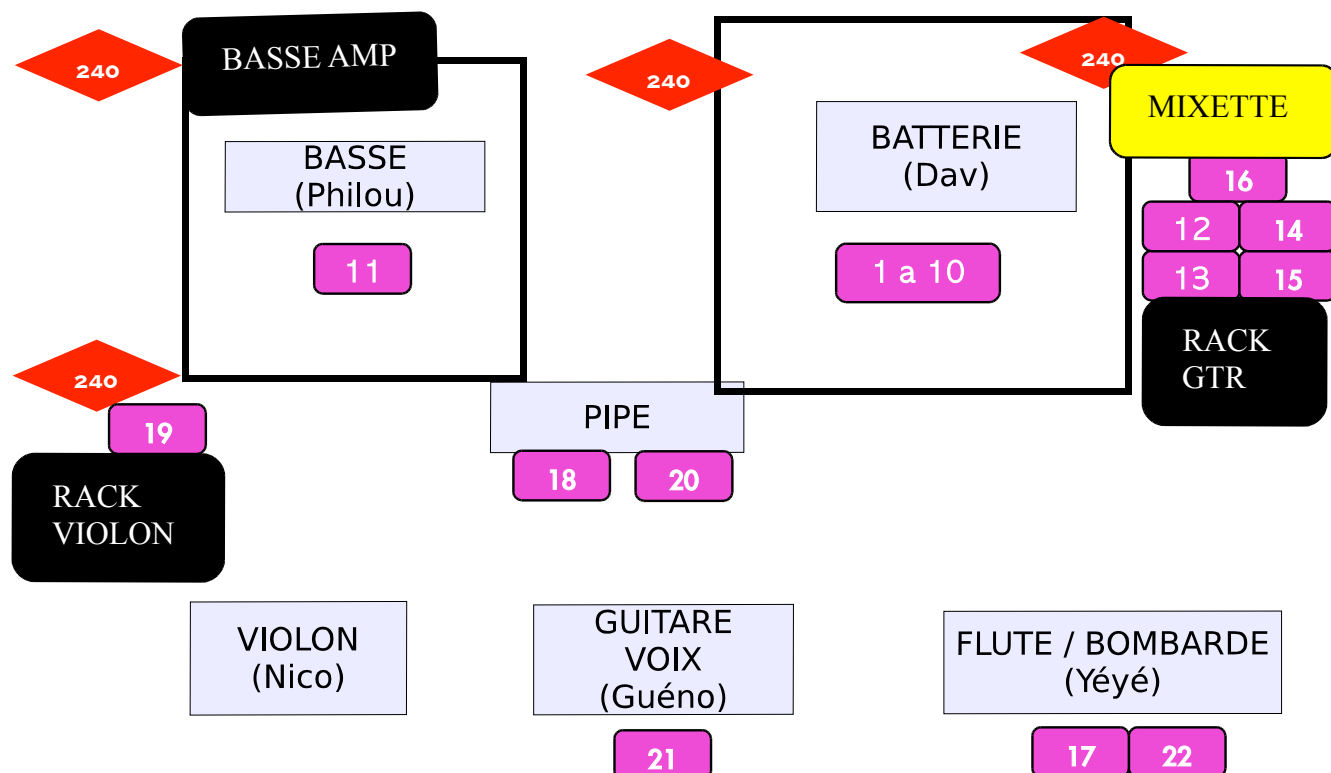 240
BASSE AMP
240
240
MIXETTE
BASSE
(Philou)
BATTERIE
(Dav)
16
12
14
11
1 a 10
13
15
240
RACK
GTR
19
PIPE
18
20
RACK
VIOLON
VIOLON
(Nico)
GUITARE
VOIX
(Guéno)
FLUTE / BOMBARDE
(Yéyé)
21
17
22